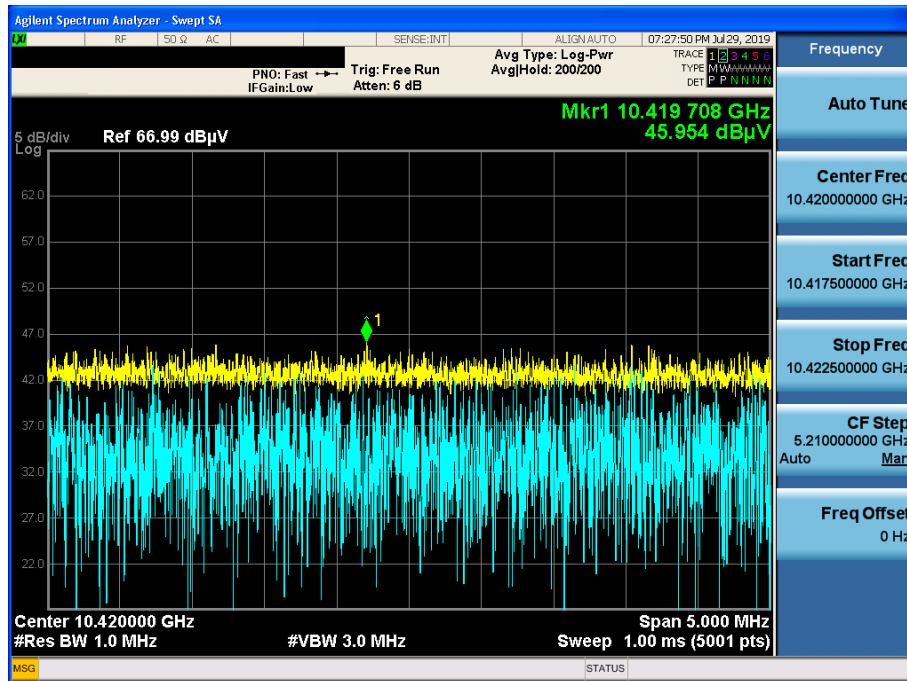 Agilent Spectrum Analyzer - Swept SA
LXI RF 50 Ω AC SENSE:INT ALIGN AUTO 07:27:50 PM Jul 29, 2019
PNO: Fast Trig: Free Run Avg Type: Log-Pwr TRACE 1 2 3 4 5 6
IFGain:Low Atten: 6 dB Avg|Hold: 200/200 TYPE M W
DET P P N N N N
Mkr1 10.419 708 GHz
45.954 dBµV
5 dB/div Ref 66.99 dBµV
Log
62.0
57.0
52.0
47.0
42.0
37.0
32.0
27.0
22.0
1
Center 10.420000 GHz Span 5.000 MHz
#Res BW 1.0 MHz #VBW 3.0 MHz Sweep 1.00 ms (5001 pts)
MSG STATUS
Frequency
Auto Tune
Center Freq
10.420000000 GHz
Start Freq
10.417500000 GHz
Stop Freq
10.422500000 GHz
CF Step
5.210000000 GHz
Auto Man
Freq Offset
0 Hz